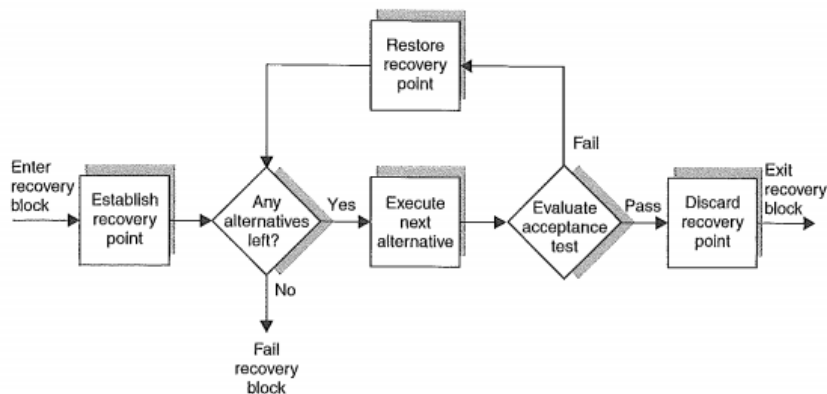 Restore
recovery
point
Fail
Enter
recovery
block
Establish
recovery
point
Any
alternatives
left?
Yes
Execute
next
alternative
Evaluate
acceptance
test
Pass
Discard
recovery
point
Exit
recovery
block
No
Fail
recovery
block